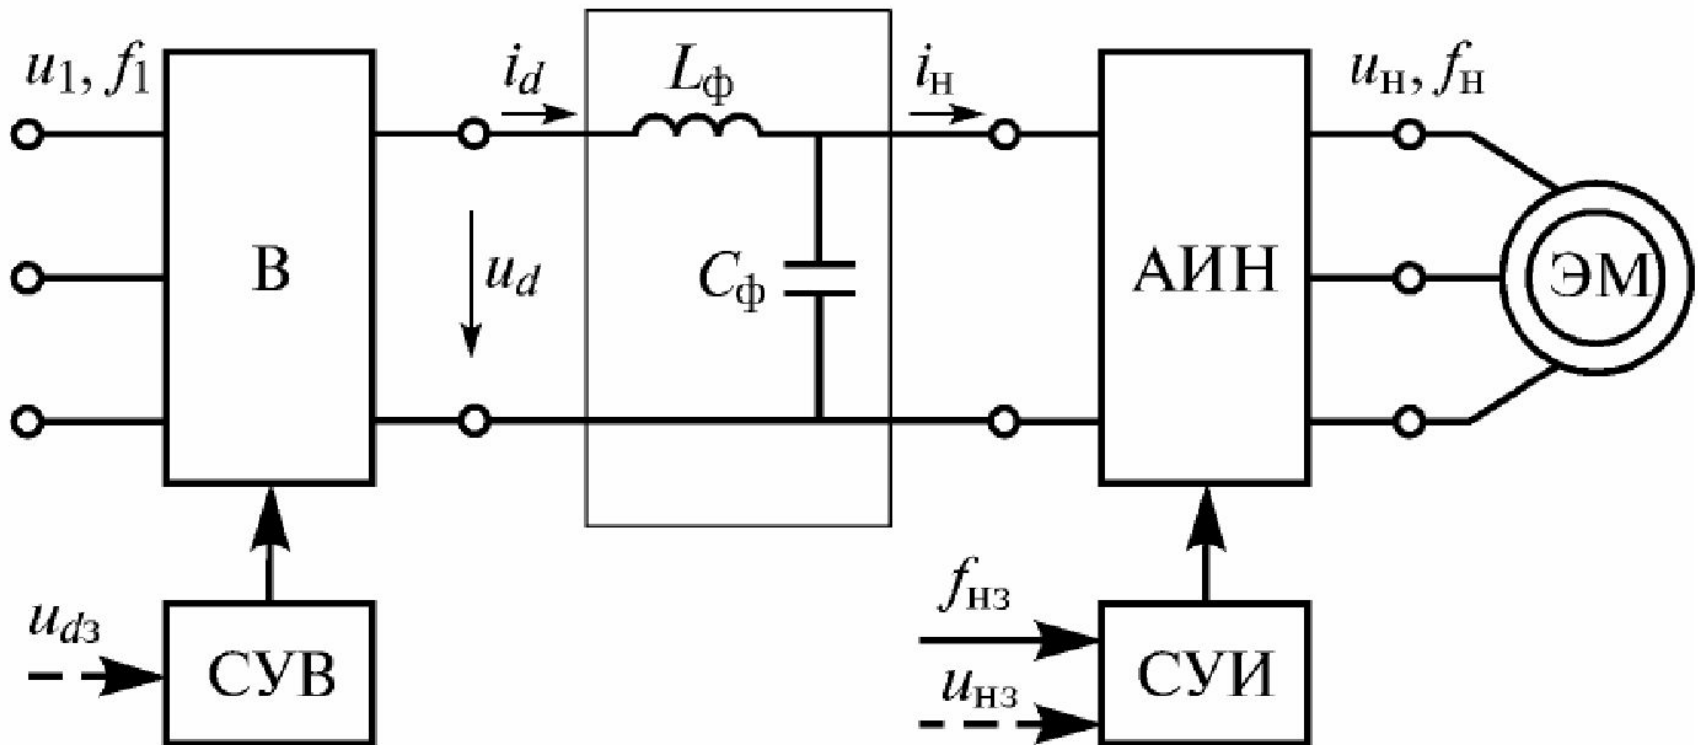 u1, f1
id
Lф
iн
uн, fн
В
ud
Cф
АИН
ЭМ
udз
СУВ
fнз
uнз
СУИ